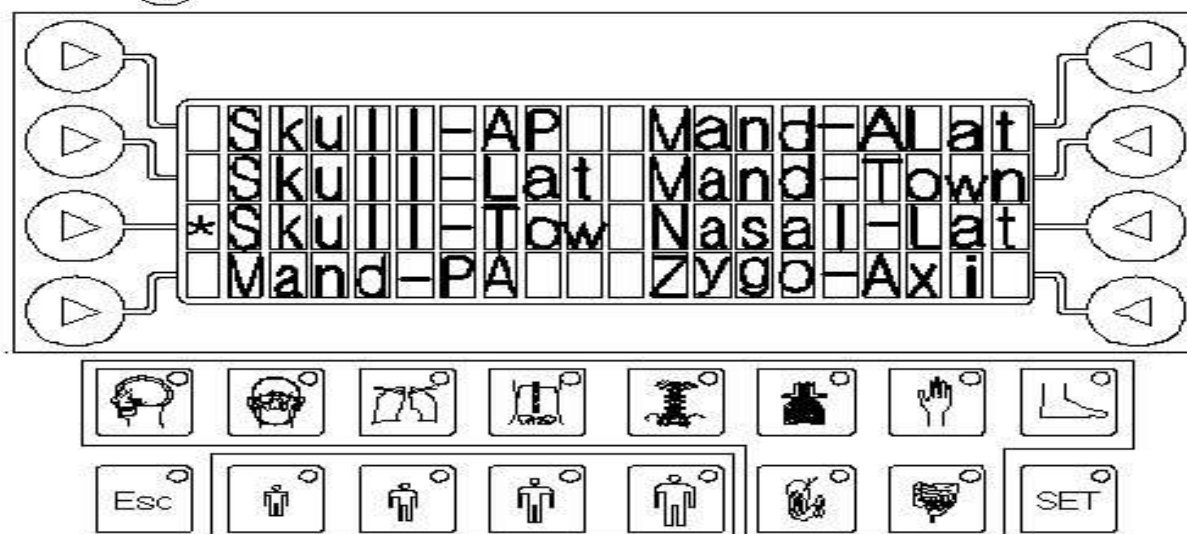 Skull-AP Mand-ALat
Skull-Lat Mand-Town
*Skull-Tow Nasal-Lat
Mand-PA Zygo-Axi
Esc SET